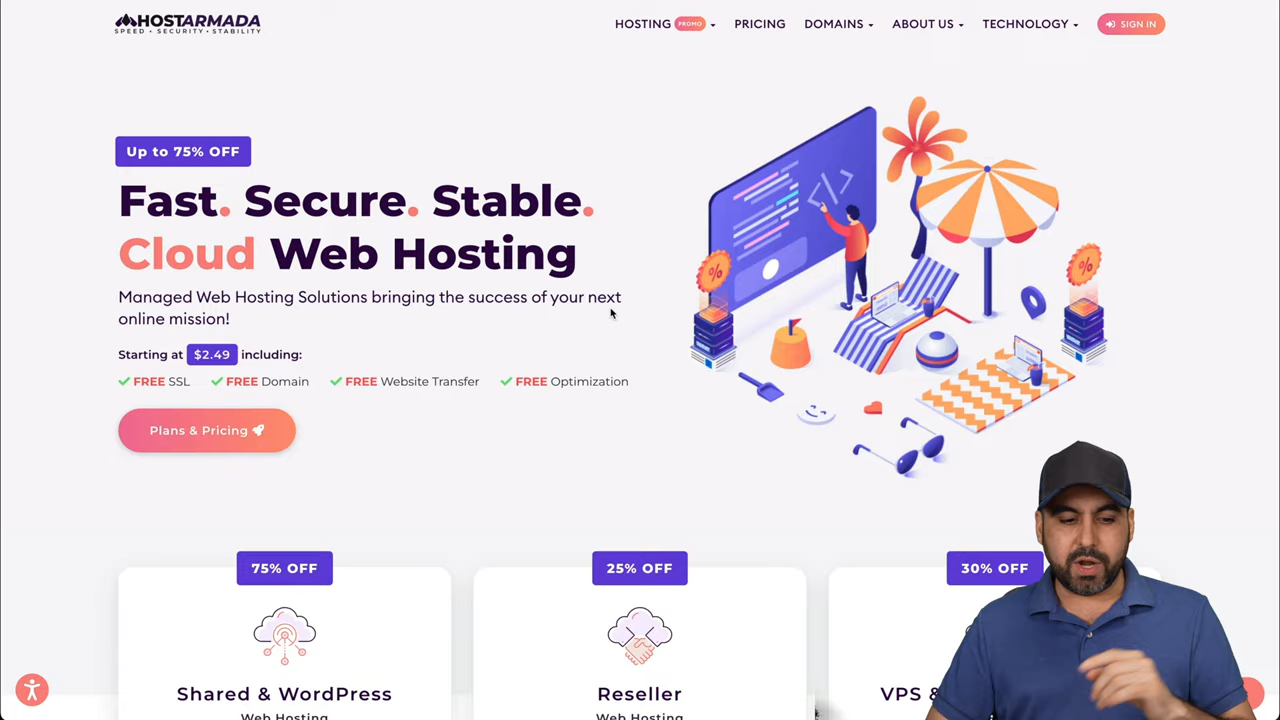 HOSTARMADA
SPEED • SECURITY • STABILITY
HOSTING PROMO
PRICING
DOMAINS
ABOUT US
TECHNOLOGY
SIGN IN
Up to 75% OFF
Fast. Secure. Stable.
Cloud Web Hosting
Managed Web Hosting Solutions bringing the success of your next
online mission!
Starting at $2.49 including:
FREE SSL
FREE Domain
FREE Website Transfer
FREE Optimization
Plans & Pricing
75% OFF
Shared & WordPress
Web Hosting
25% OFF
Reseller
Web Hosting
30% OFF
VPS &